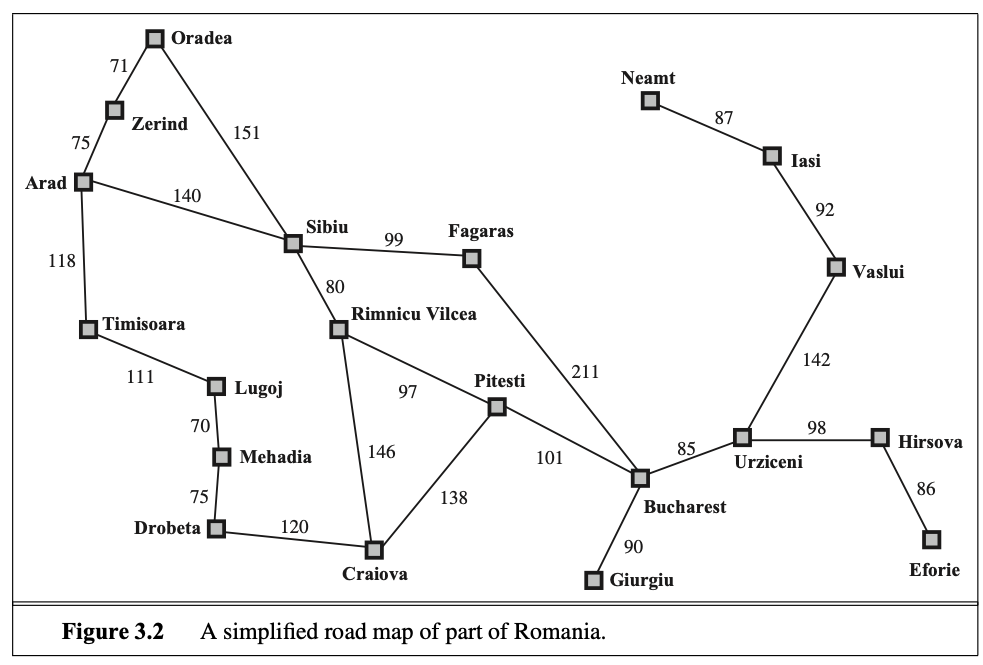 Oradea
71
Neamt
Zerind
87
151
75
Iasi
Arad
140
92
Sibiu
Fagaras
99
118
Vaslui
80
Rimnicu Vilcea
Timisoara
142
111
Pitesti
211
Lugoj
97
70
98
Hirsova
146
85
Mehadia
101
Urziceni
86
75
138
Bucharest
Drobeta
120
90
Craiova
Giurgiu
Eforie
Figure 3.2 A simplified road map of part of Romania.